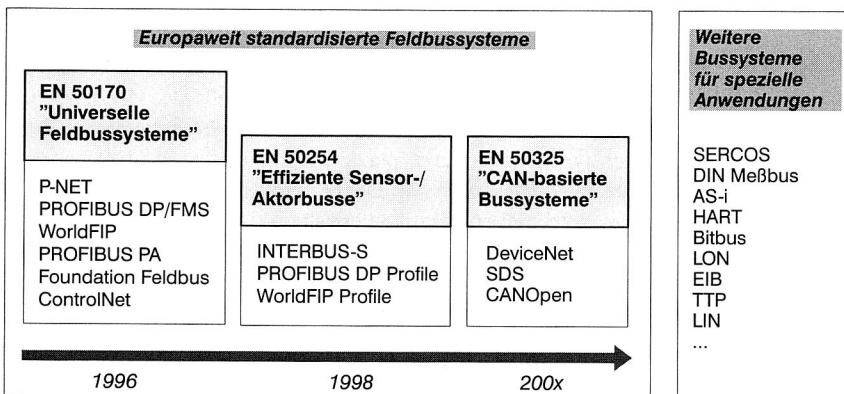 Europaweit standardisierte Feldbussysteme
EN 50170
"Universelle
Feldbussysteme"
P-NET
PROFIBUS DP/FMS
WorldFIP
PROFIBUS PA
Foundation Feldbus
ControlNet
EN 50254
"Effiziente Sensor-/
Aktorbusse"
INTERBUS-S
PROFIBUS DP Profile
WorldFIP Profile
EN 50325
"CAN-basierte
Bussysteme"
DeviceNet
SDS
CANOpen
1996
1998
200x
Weitere
Bussysteme
für spezielle
Anwendungen
SERCOS
DIN Meßbus
AS-i
HART
Bitbus
LON
EIB
TTP
LIN
...